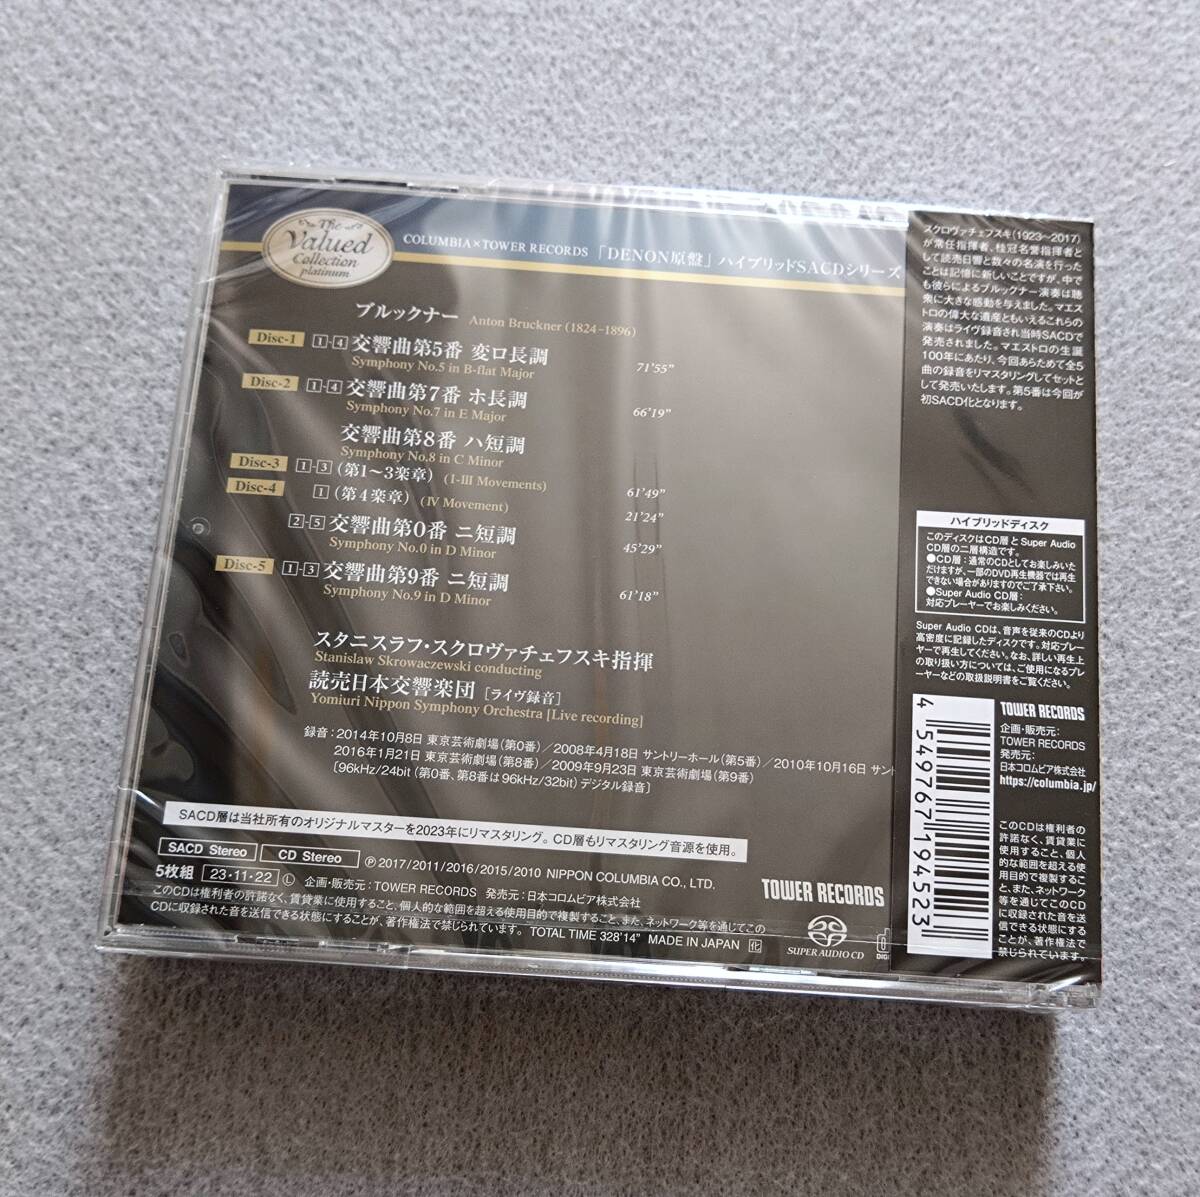 The
Valued
Collection
platinum
COLUMBIA×TOWER RECORDS 「DENON原盤」ハイブリッドSACDシリーズ
ブルックナー Anton Bruckner (1824-1896)
Disc-1 1-4 交響曲第5番 変ロ長調
Symphony No.5 in B-flat Major 71'55"
Disc-2 1-4 交響曲第7番 ホ長調
Symphony No.7 in E Major 66'19"
交響曲第8番 ハ短調
Symphony No.8 in C Minor
Disc-3 1-3 (第1〜3楽章) (I-III Movements) 61'49"
Disc-4 1 (第4楽章) (IV Movement) 21'24"
2-5 交響曲第0番 ニ短調
Symphony No.0 in D Minor 45'29"
Disc-5 1-3 交響曲第9番 ニ短調
Symphony No.9 in D Minor 61'18"
スタニスラフ・スクロヴァチェフスキ指揮
Stanislaw Skrowaczewski conducting
読売日本交響楽団 [ライヴ録音]
Yomiuri Nippon Symphony Orchestra [Live recording]
録音:2014年10月8日 東京芸術劇場(第0番)/2008年4月18日 サントリーホール(第5番)/2010年10月16日 サント
2016年1月21日 東京芸術劇場(第8番)/2009年9月23日 東京芸術劇場(第9番)
[96kHz/24bit (第0番、第8番は96kHz/32bit) デジタル録音]
SACD層は当社所有のオリジナルマスターを2023年にリマスタリング。CD層もリマスタリング音源を使用。
SACD Stereo CD Stereo ℗2017/2011/2016/2015/2010 NIPPON COLUMBIA CO., LTD.
5枚組 23・11・22 Ⓛ 企画・販売元:TOWER RECORDS 発売元:日本コロムビア株式会社
このCDは権利者の許諾なく、賃貸業に使用すること、個人的な範囲を超える使用目的で複製すること、また、ネットワーク等を通じてこの
CDに収録された音を送信できる状態にすることが、著作権法で禁じられています。 TOTAL TIME 328'14" MADE IN JAPAN 化
TOWER RECORDS
SUPER AUDIO CD
DIGI
スクロヴァチェフスキ(1923〜2017)
が常任指揮者、桂冠名誉指揮者と
して読売日響と数々の名演を行った
ことは記憶に新しいことですが、中で
も彼らによるブルックナー演奏は聴
衆に大きな感動を与えました。マエス
トロの偉大な遺産ともいえるこれらの
演奏はライヴ録音され当時SACDで
発売されました。マエストロの生誕
100年にあたり、今回あらためて全5
曲の録音をリマスタリングしてセットと
して発売いたします。第5番は今回が
初SACD化となります。
ハイブリッドディスク
このディスクはCD層とSuper Audio
CD層の二層構造です。
●CD層:通常のCDとしてお楽しみいた
だけますが、一部のDVD再生機器では再生
できない場合がありますのでご了承下さい。
●Super Audio CD層:
対応プレーヤーでお楽しみください。
Super Audio CDは、音声を従来のCDより
高密度に記録したディスクです。対応プレーヤ
ーで再生してください。なお、詳しい再生上
の取り扱い方については、ご使用になるプレー
ヤーなどの取扱説明書をご覧ください。
4 549767 194523
TOWER RECORDS
企画・販売元:
TOWER RECORDS
発売元:
日本コロムビア株式会社
https://columbia.jp/
このCDは権利者の
許諾なく、賃貸業に
使用すること、個人
的な範囲を超える使
用目的で複製するこ
と、また、ネットワーク
等を通じてこのCD
に収録された音を送
信できる状態にする
ことが、著作権法で
禁じられています。